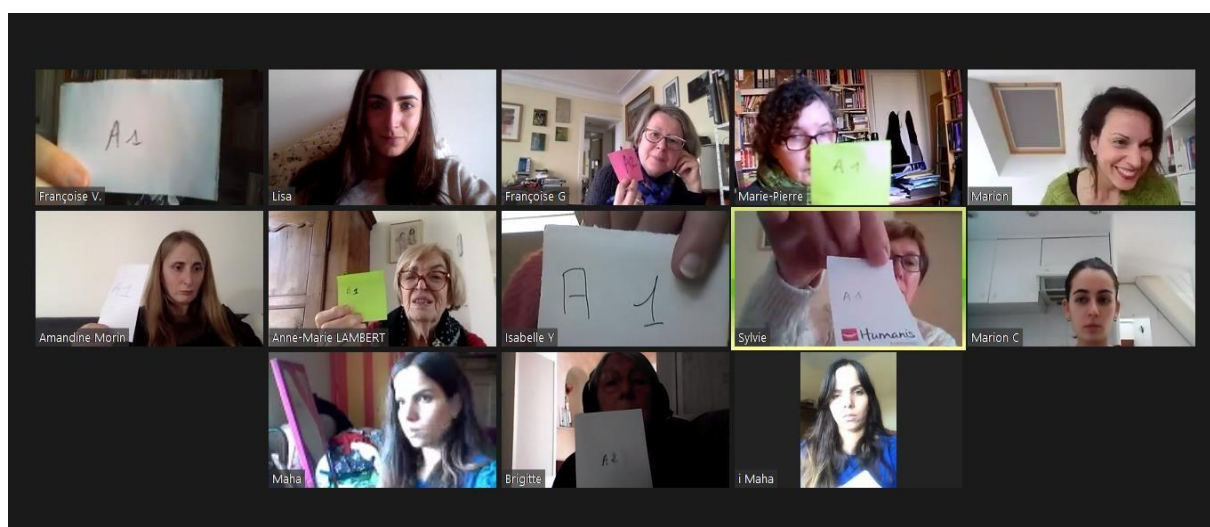 A1
Françoise V.
Lisa
Françoise G
A1
Marie-Pierre
Marion
A1
Amandine Morin
A1
Anne-Marie LAMBERT
A 1
Isabelle Y
A1
Humanis
Sylvie
Marion C
Maha
A2
Brigitte
i Maha